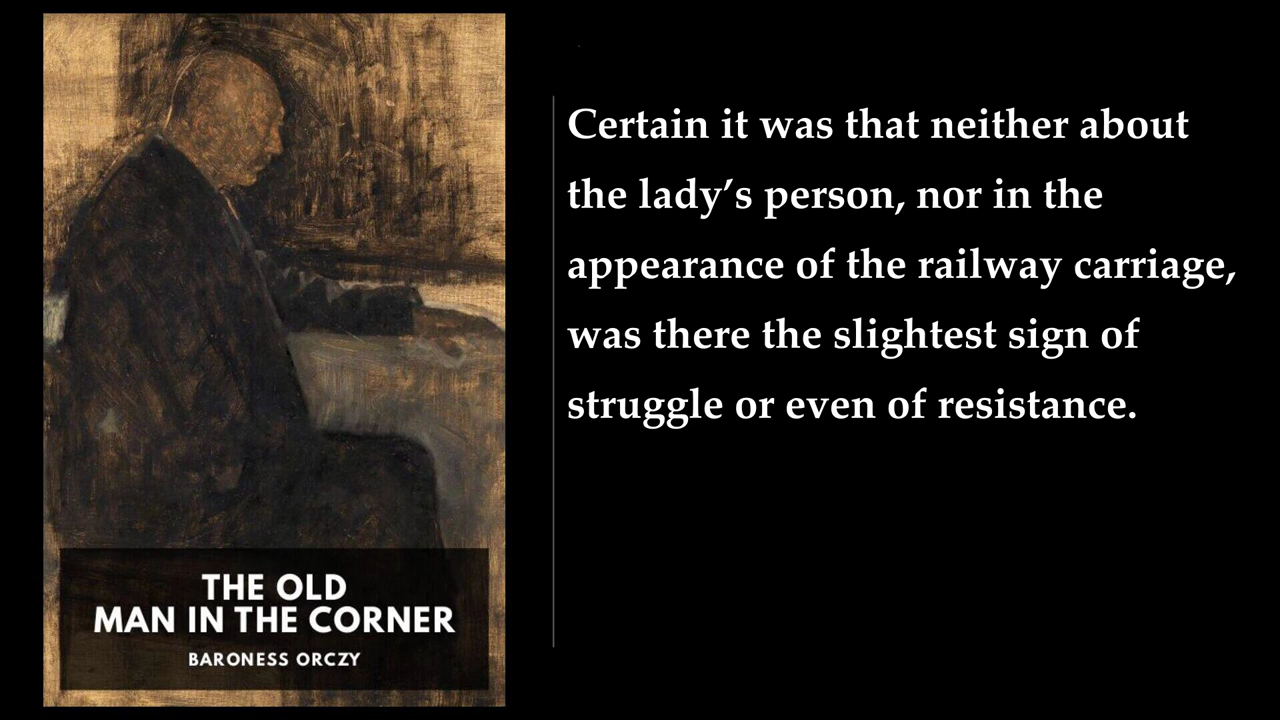 Certain it was that neither about
the lady’s person, nor in the
appearance of the railway carriage,
was there the slightest sign of
struggle or even of resistance.
THE OLD
MAN IN THE CORNER
BARONESS ORCZY